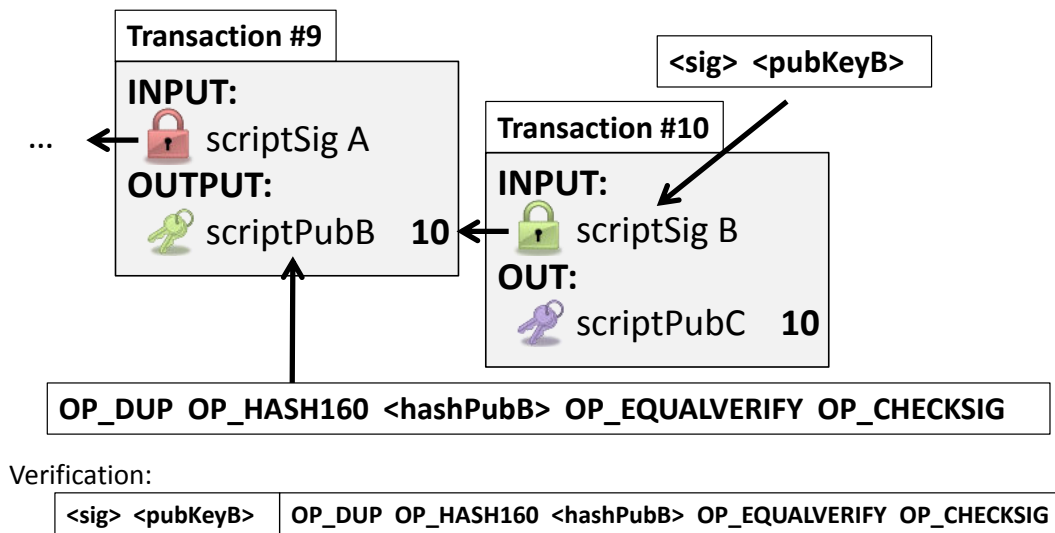 Transaction #9
INPUT:
...
scriptSig A
OUTPUT:
scriptPubB 10
<sig> <pubKeyB>
Transaction #10
INPUT:
scriptSig B
OUT:
scriptPubC 10
OP_DUP OP_HASH160 <hashPubB> OP_EQUALVERIFY OP_CHECKSIG
Verification:
<sig> <pubKeyB> OP_DUP OP_HASH160 <hashPubB> OP_EQUALVERIFY OP_CHECKSIG